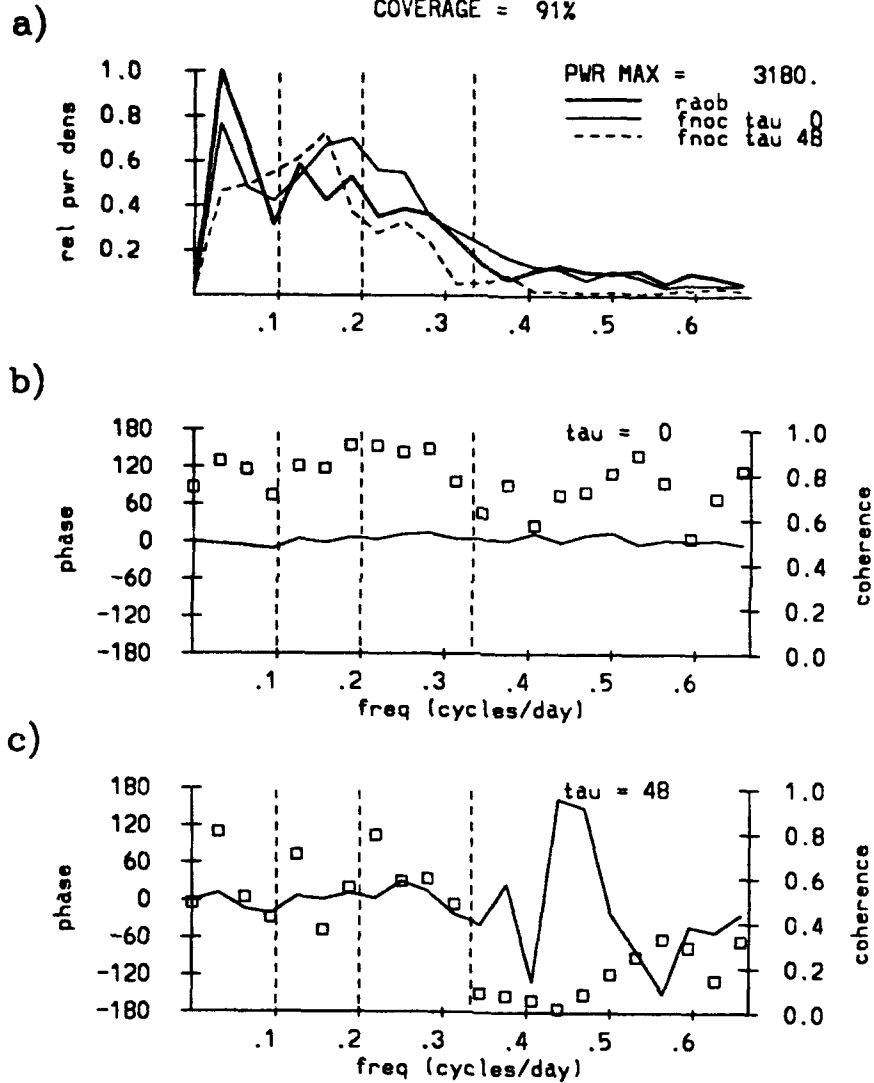 COVERAGE = 91%
a)
PWR MAX = 3180.
raob
fnoc tau 0
fnoc tau 48
rel pwr dens
1.0
0.8
0.6
0.4
0.2
.1 .2 .3 .4 .5 .6
b)
tau = 0
phase
180
120
60
0
-60
-120
-180
1.0
0.8
0.6
0.4
0.2
0.0
coherence
.1 .2 .3 .4 .5 .6
freq (cycles/day)
c)
tau = 48
phase
180
120
60
0
-60
-120
-180
1.0
0.8
0.6
0.4
0.2
0.0
coherence
.1 .2 .3 .4 .5 .6
freq (cycles/day)